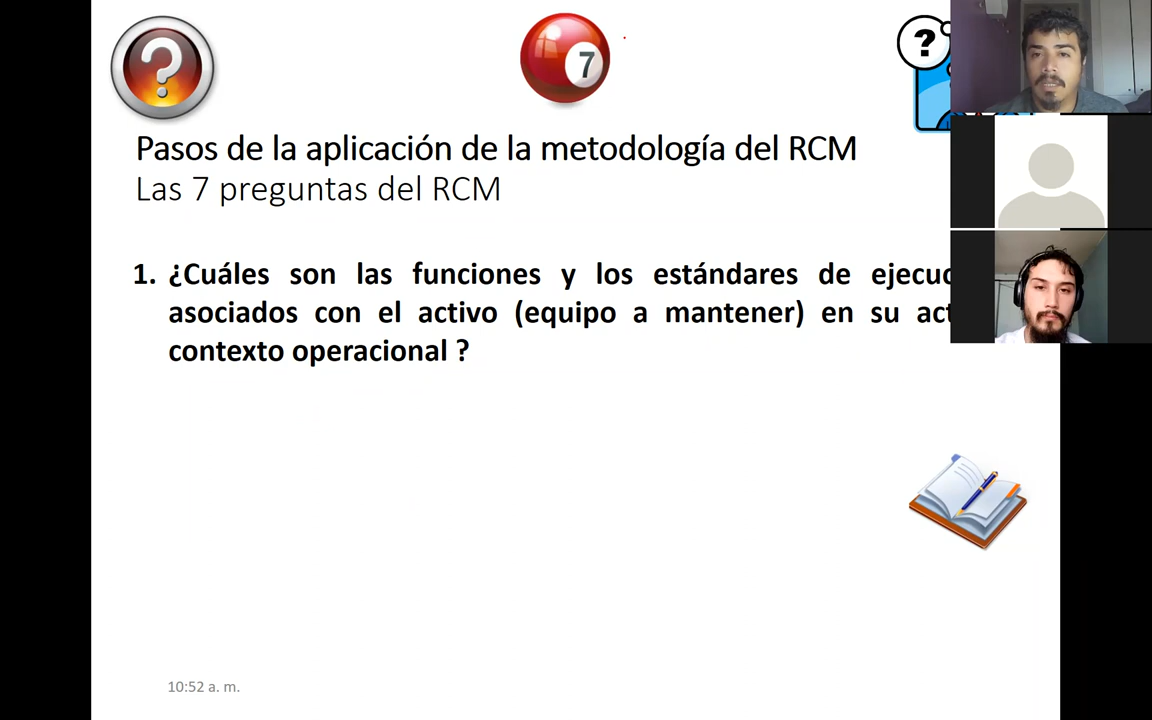 ?
7
?
Pasos de la aplicación de la metodología del RCM
Las 7 preguntas del RCM
1. ¿Cuáles son las funciones y los estándares de
asociados con el activo (equipo a mantener) en su
contexto operacional ?
10:52 a. m.